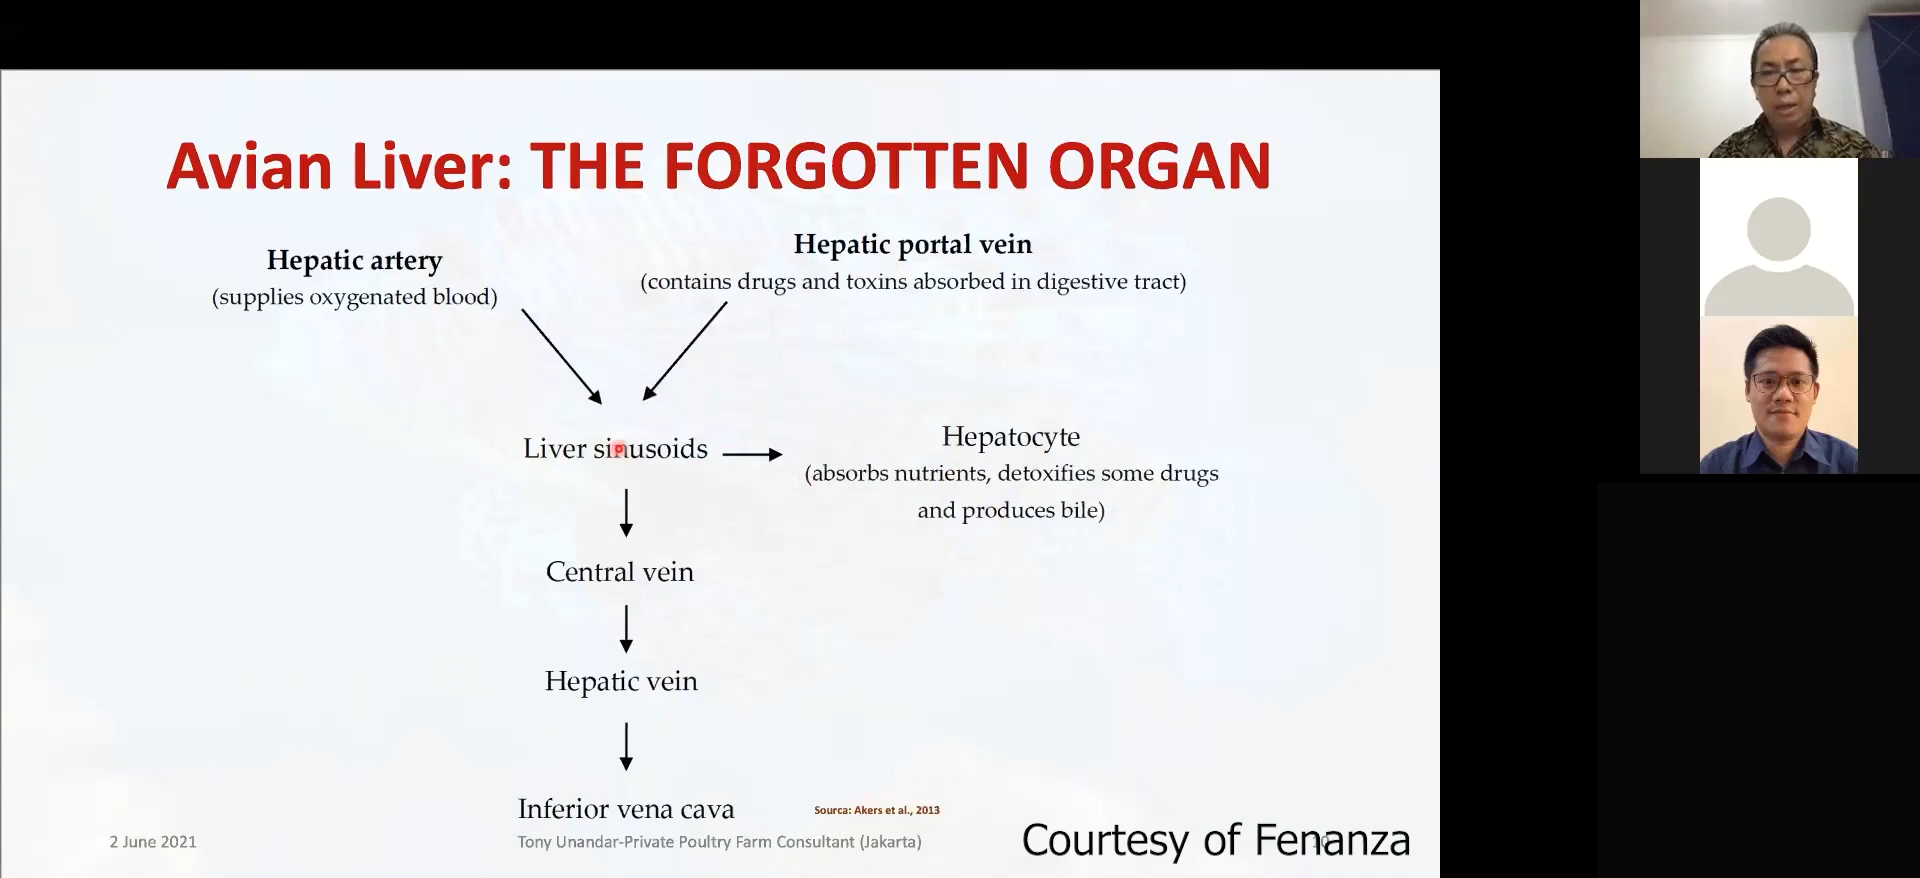 Avian Liver: THE FORGOTTEN ORGAN
Hepatic artery
(supplies oxygenated blood)
Hepatic portal vein
(contains drugs and toxins absorbed in digestive tract)
Liver sinusoids
Hepatocyte
(absorbs nutrients, detoxifies some drugs
and produces bile)
Central vein
Hepatic vein
Inferior vena cava
Sourca: Akers et al., 2013
2 June 2021
Tony Unandar-Private Poultry Farm Consultant (Jakarta)
Courtesy of Fenanza